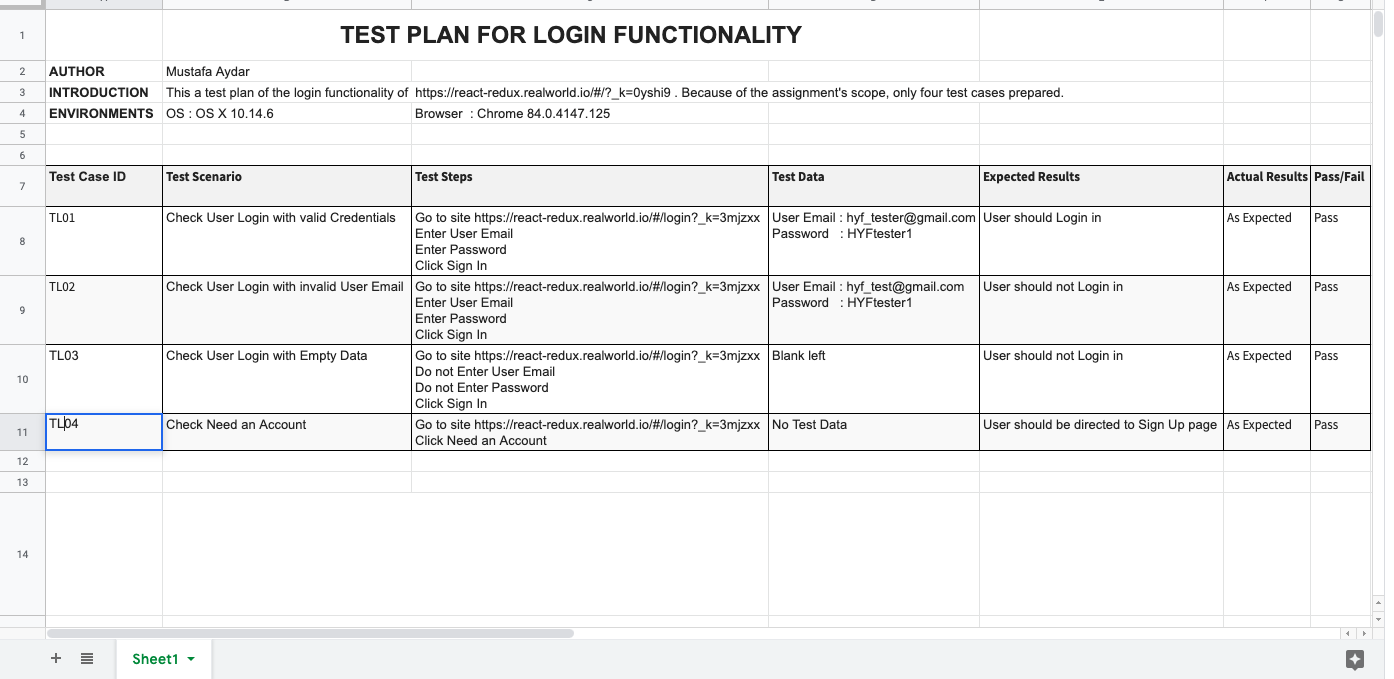 1
TEST PLAN FOR LOGIN FUNCTIONALITY
2
AUTHOR
Mustafa Aydar
3
INTRODUCTION
This a test plan of the login functionality of https://react-redux.realworld.io/#/?_k=0yshi9 . Because of the assignment's scope, only four test cases prepared.
4
ENVIRONMENTS
OS : OS X 10.14.6
Browser : Chrome 84.0.4147.125
5
6
7
Test Case ID
Test Scenario
Test Steps
Test Data
Expected Results
Actual Results
Pass/Fail
8
TL01
Check User Login with valid Credentials
Go to site https://react-redux.realworld.io/#/login?_k=3mjzxx
Enter User Email
Enter Password
Click Sign In
User Email : hyf_tester@gmail.com
Password : HYFtester1
User should Login in
As Expected
Pass
9
TL02
Check User Login with invalid User Email
Go to site https://react-redux.realworld.io/#/login?_k=3mjzxx
Enter User Email
Enter Password
Click Sign In
User Email : hyf_test@gmail.com
Password : HYFtester1
User should not Login in
As Expected
Pass
10
TL03
Check User Login with Empty Data
Go to site https://react-redux.realworld.io/#/login?_k=3mjzxx
Do not Enter User Email
Do not Enter Password
Click Sign In
Blank left
User should not Login in
As Expected
Pass
11
TL04
Check Need an Account
Go to site https://react-redux.realworld.io/#/login?_k=3mjzxx
Click Need an Account
No Test Data
User should be directed to Sign Up page
As Expected
Pass
12
13
14
Sheet1